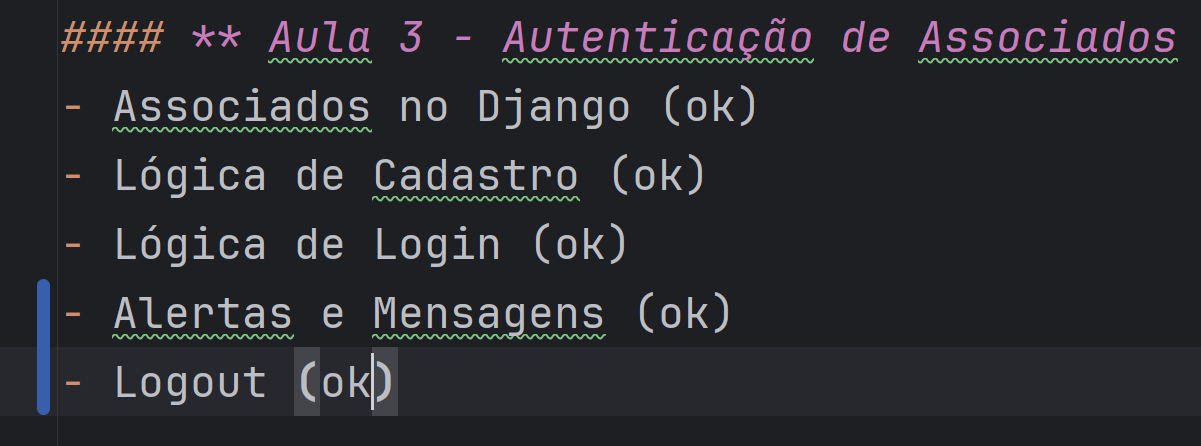 #### ** Aula 3 - Autenticação de Associados
- Associados no Django (ok)
- Lógica de Cadastro (ok)
- Lógica de Login (ok)
- Alertas e Mensagens (ok)
- Logout (ok)